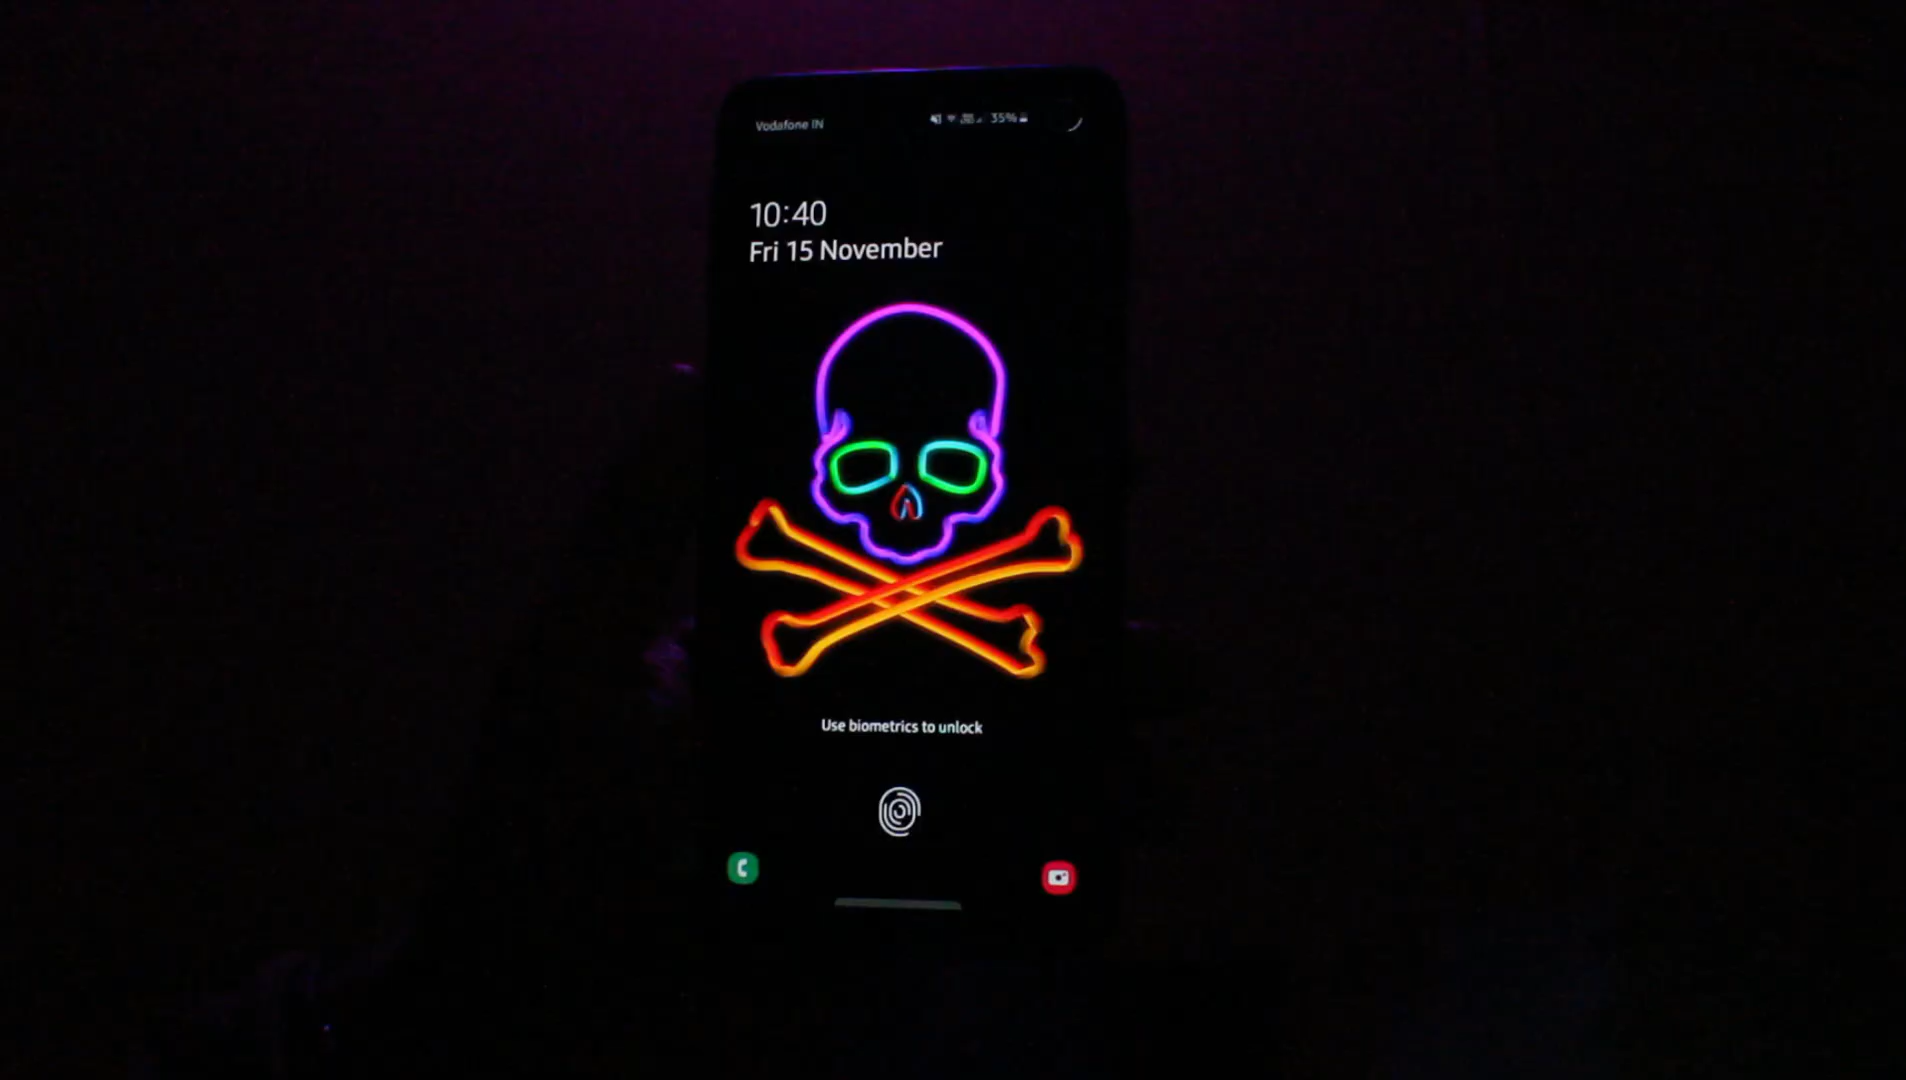 Vodafone IN
35%
10:40
Fri 15 November
Use biometrics to unlock